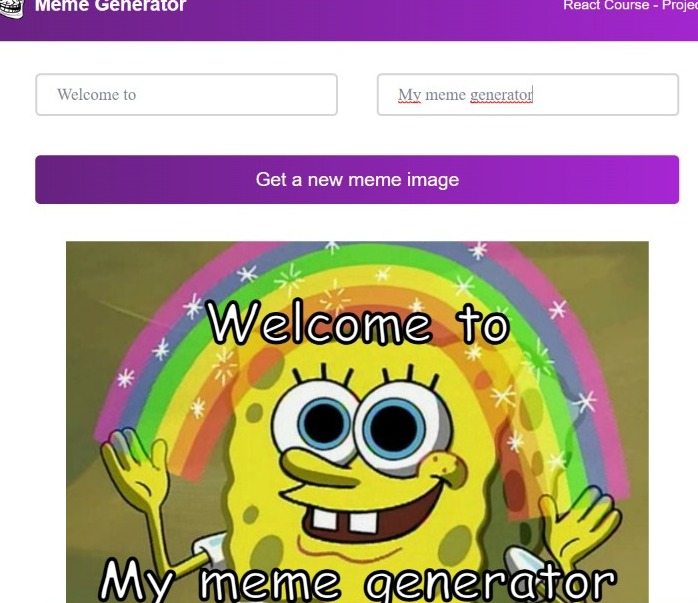 Meme Generator
React Course - Projec
Welcome to
My meme generator
Get a new meme image
Welcome to
My meme generator